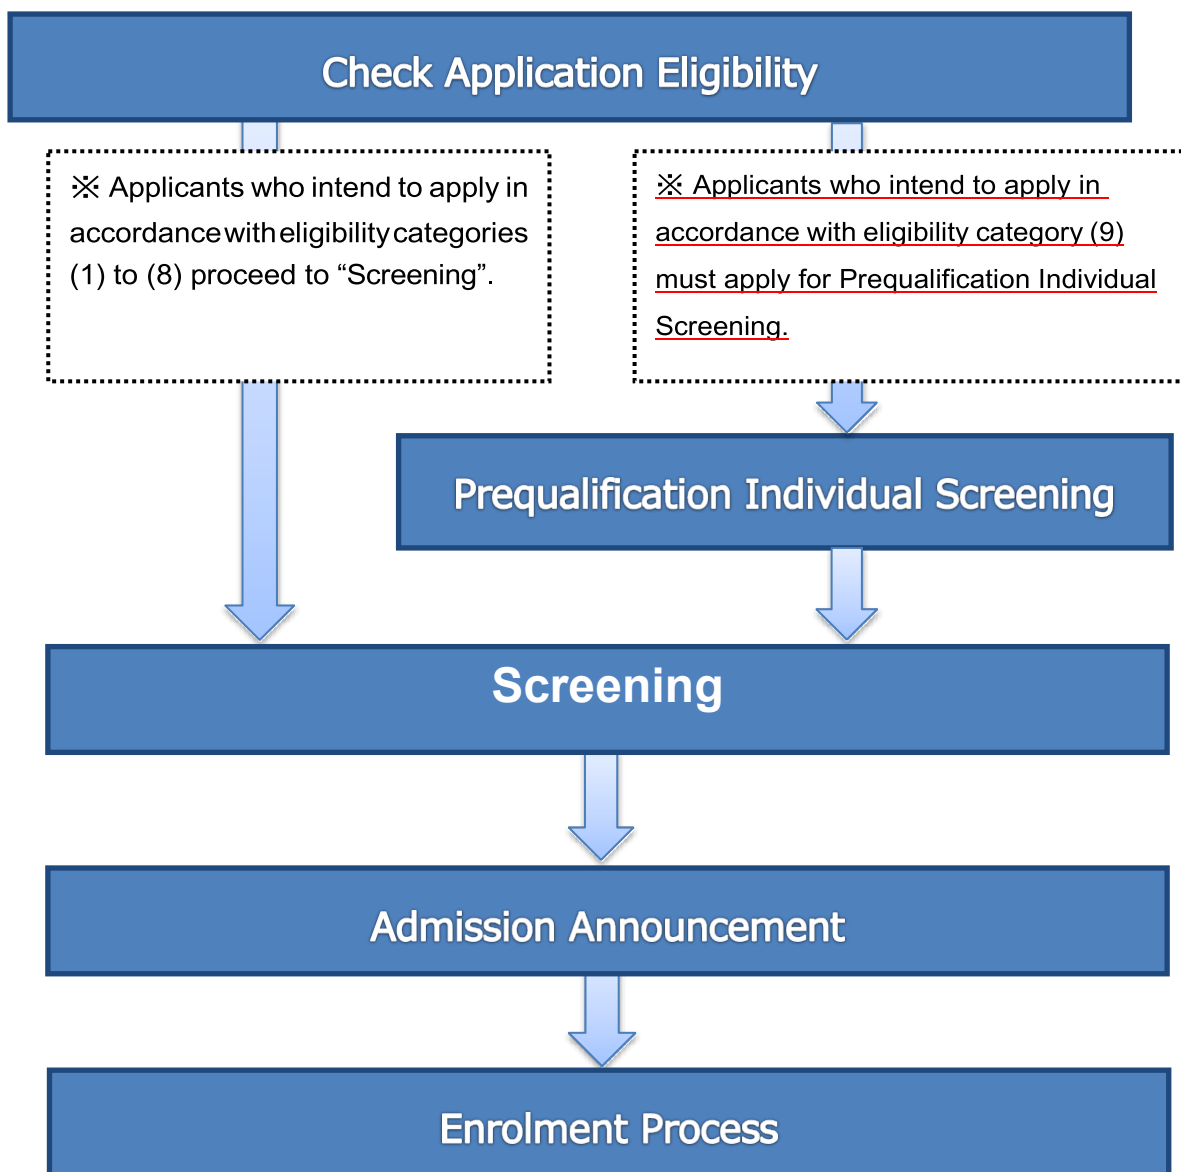 Check Application Eligibility
※ Applicants who intend to apply in
accordance with eligibility categories
(1) to (8) proceed to “Screening”.
※ Applicants who intend to apply in
accordance with eligibility category (9)
must apply for Prequalification Individual
Screening.
Prequalification Individual Screening
Screening
Admission Announcement
Enrolment Process